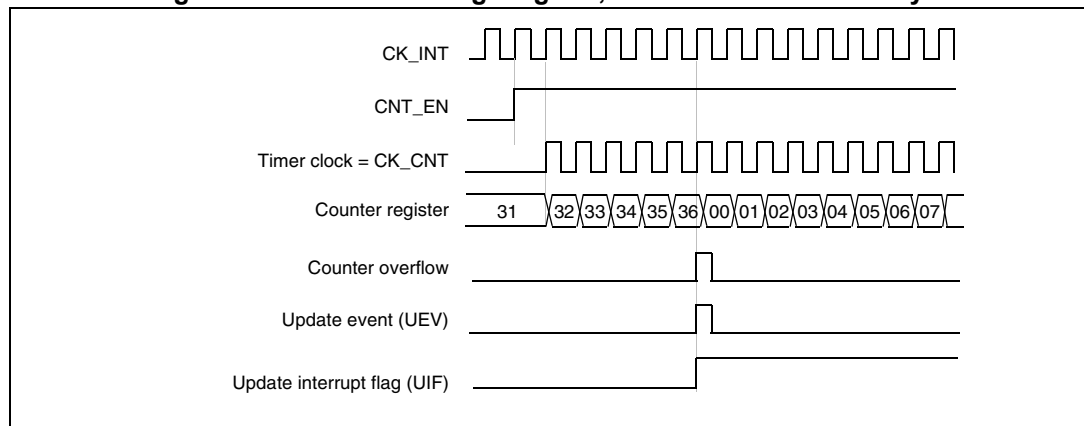 CK_INT
CNT_EN
Timer clock = CK_CNT
Counter register 31 32 33 34 35 36 00 01 02 03 04 05 06 07
Counter overflow
Update event (UEV)
Update interrupt flag (UIF)